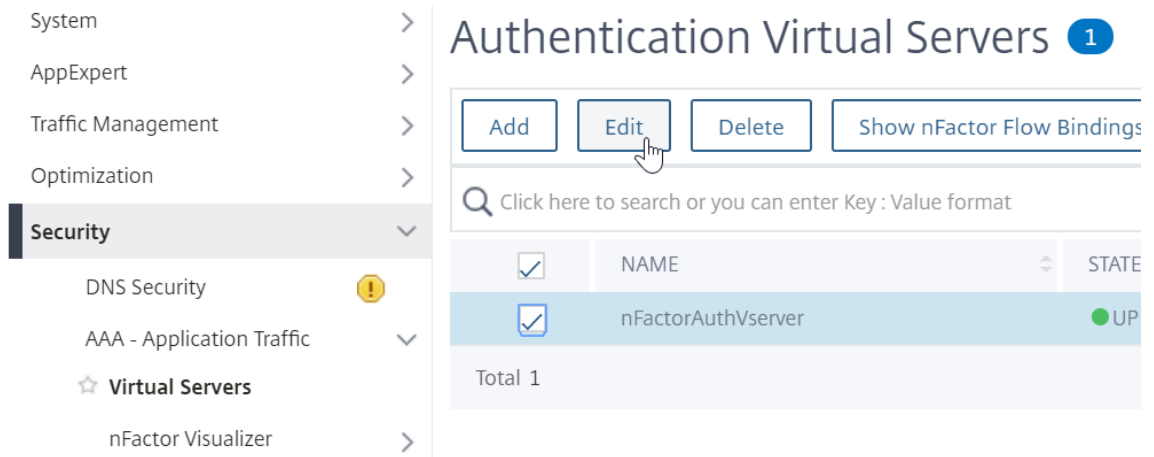 System
AppExpert
Traffic Management
Optimization
Security
DNS Security
AAA - Application Traffic
Virtual Servers
nFactor Visualizer
Authentication Virtual Servers 1
Add Edit Delete Show nFactor Flow Bindings
Click here to search or you can enter Key : Value format
NAME STATE
nFactorAuthVserver UP
Total 1